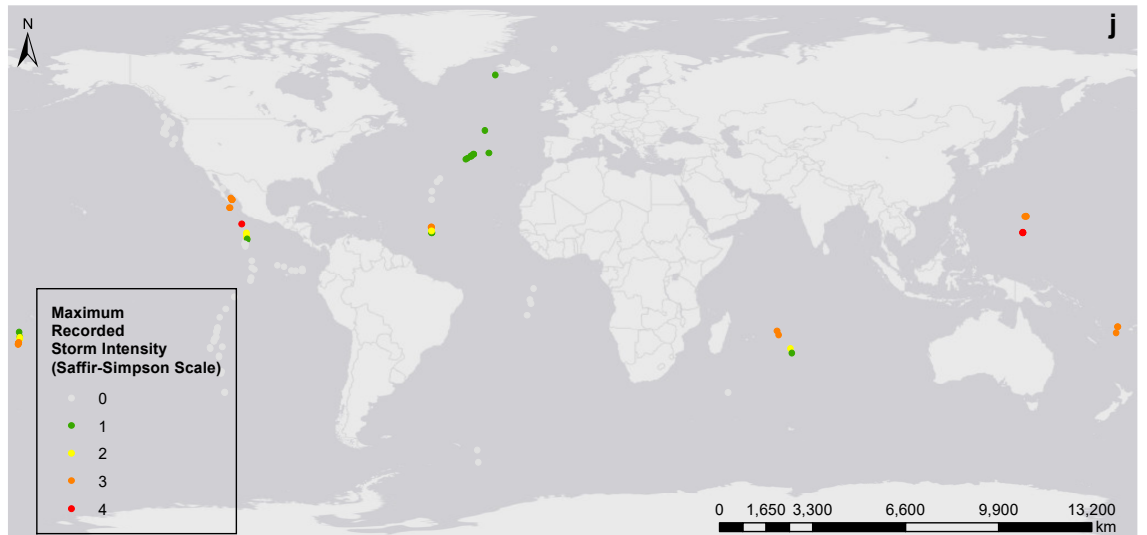 N
j
Maximum
Recorded
Storm Intensity
(Saffir-Simpson Scale)
0
1
2
3
4
0 1,650 3,300 6,600 9,900 13,200
km